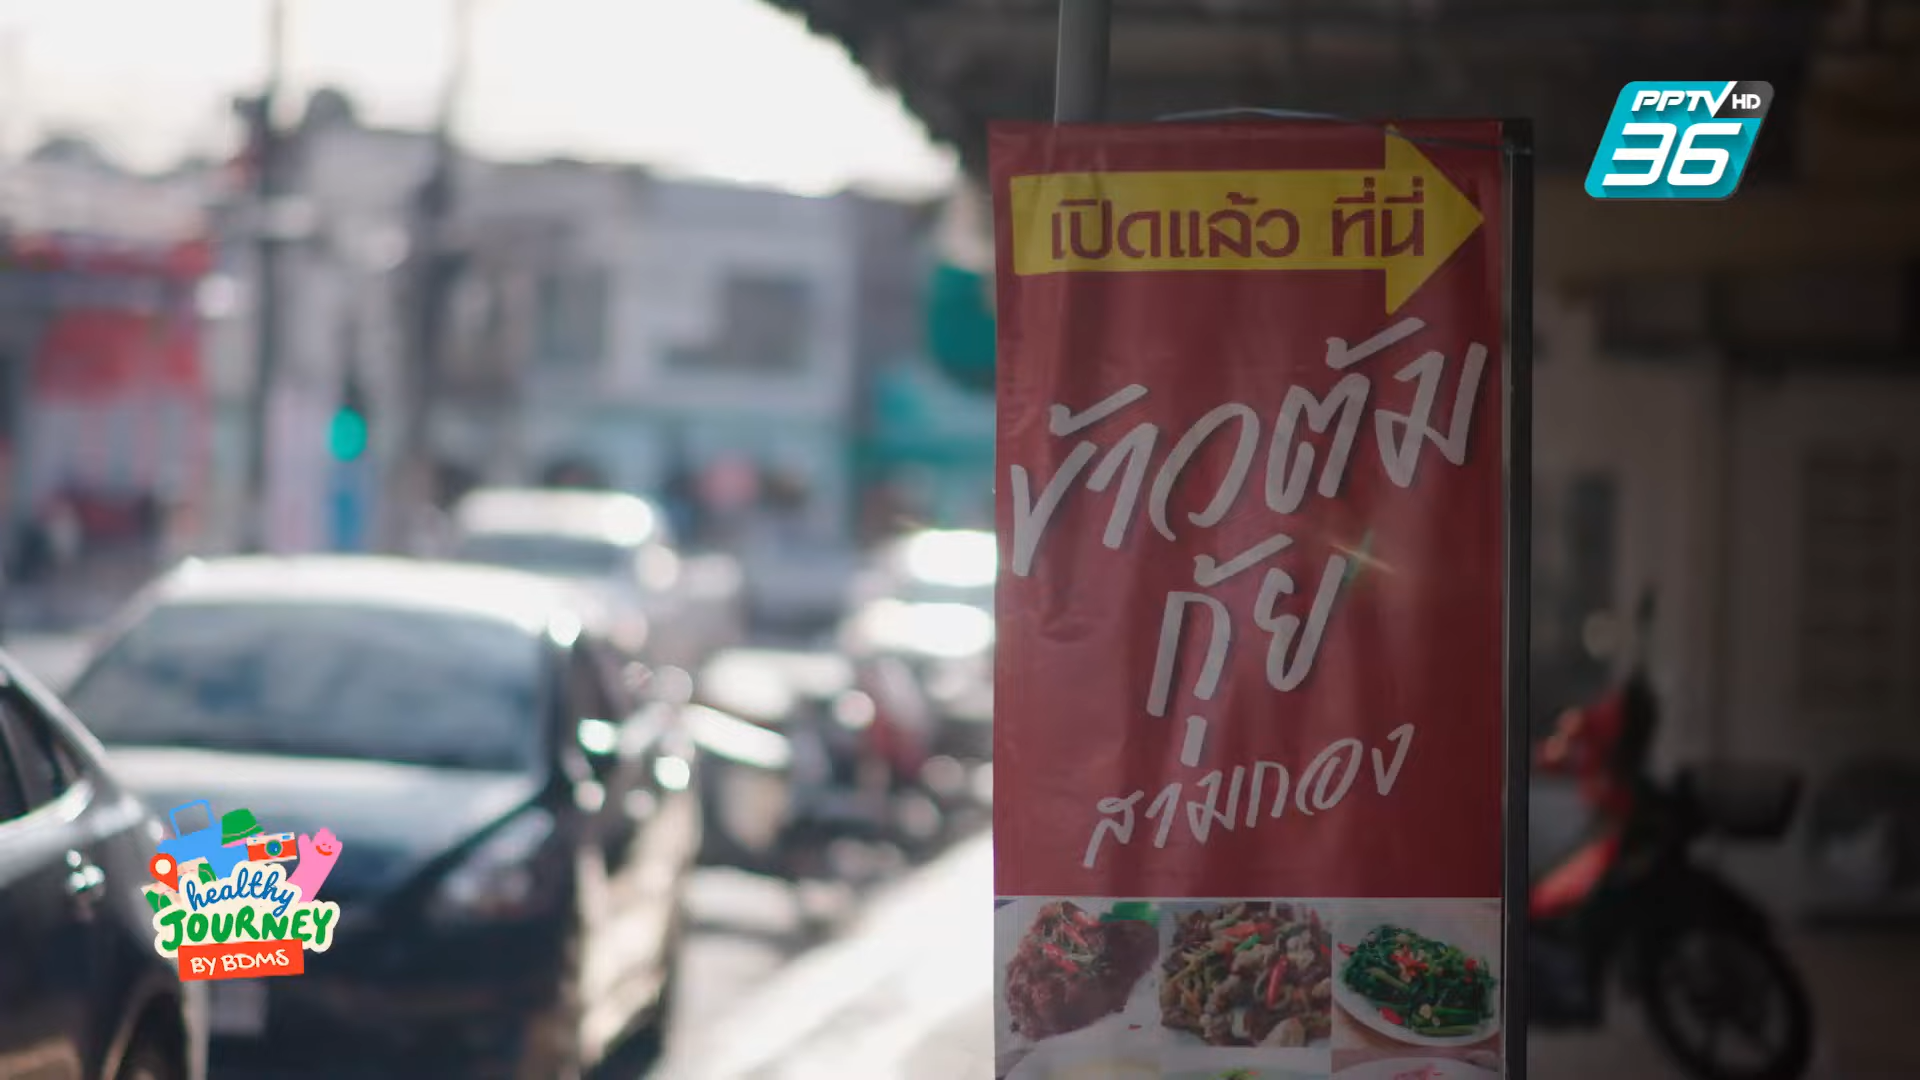 PPTV HD
36
เปิดแล้ว ที่นี่
ข้าวต้ม
กุ้ย
สามกอง
healthy
JOURNEY
BY BDMS